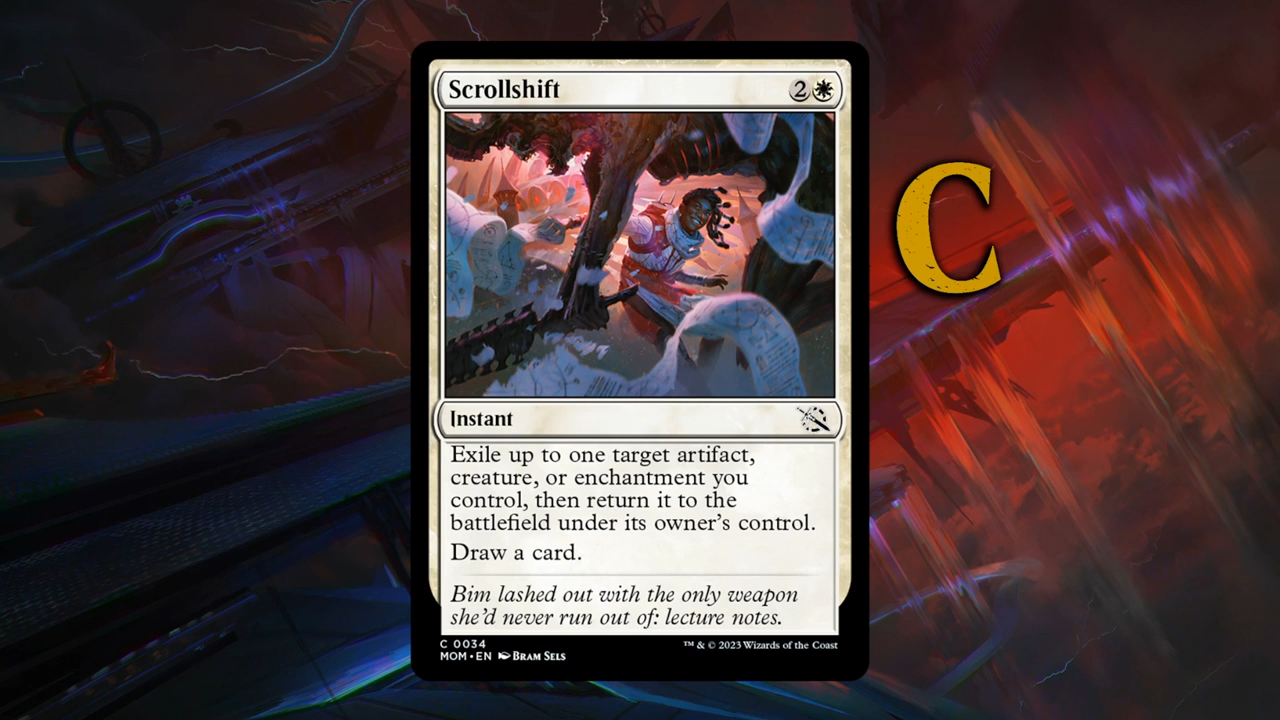 Scrollshift 2
C
Instant
Exile up to one target artifact,
creature, or enchantment you
control, then return it to the
battlefield under its owner’s control.
Draw a card.
Bim lashed out with the only weapon
she’d never run out of: lecture notes.
C 0034
MOM • EN Bram Sels
™ & © 2023 Wizards of the Coast